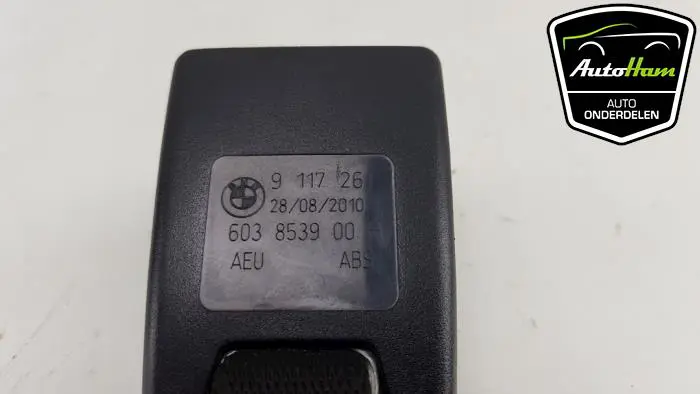 9 117 26
28/08/2010
603 8539 00
AEU ABS
AutoHam
AUTO
ONDERDELEN